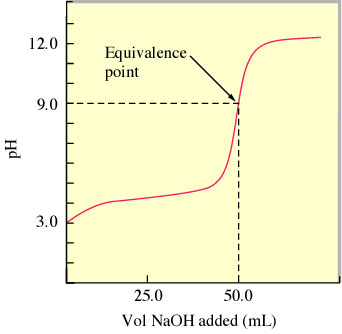 12.0
Equivalence
point
9.0
pH
3.0
25.0
50.0
Vol NaOH added (mL)